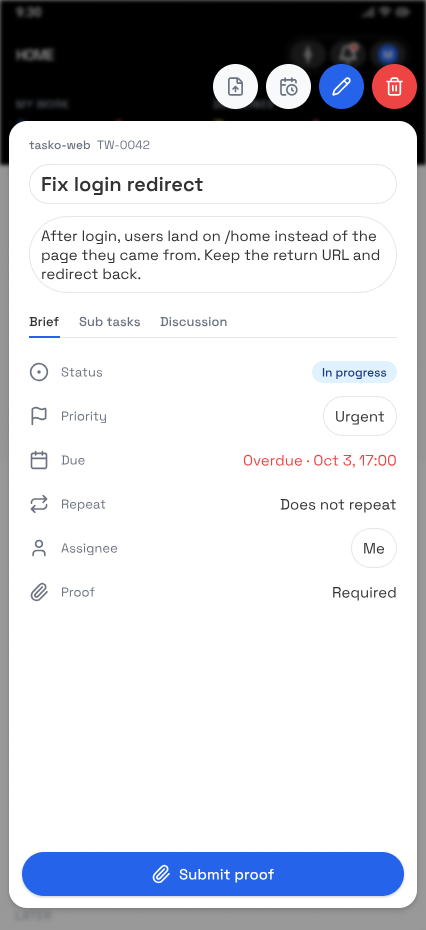 9:30
HOME
MY WORK
tasko-web TW-0042
Fix login redirect
After login, users land on /home instead of the
page they came from. Keep the return URL and
redirect back.
Brief Sub tasks Discussion
Status In progress
Priority Urgent
Due Overdue · Oct 3, 17:00
Repeat Does not repeat
Assignee Me
Proof Required
Submit proof
LATER